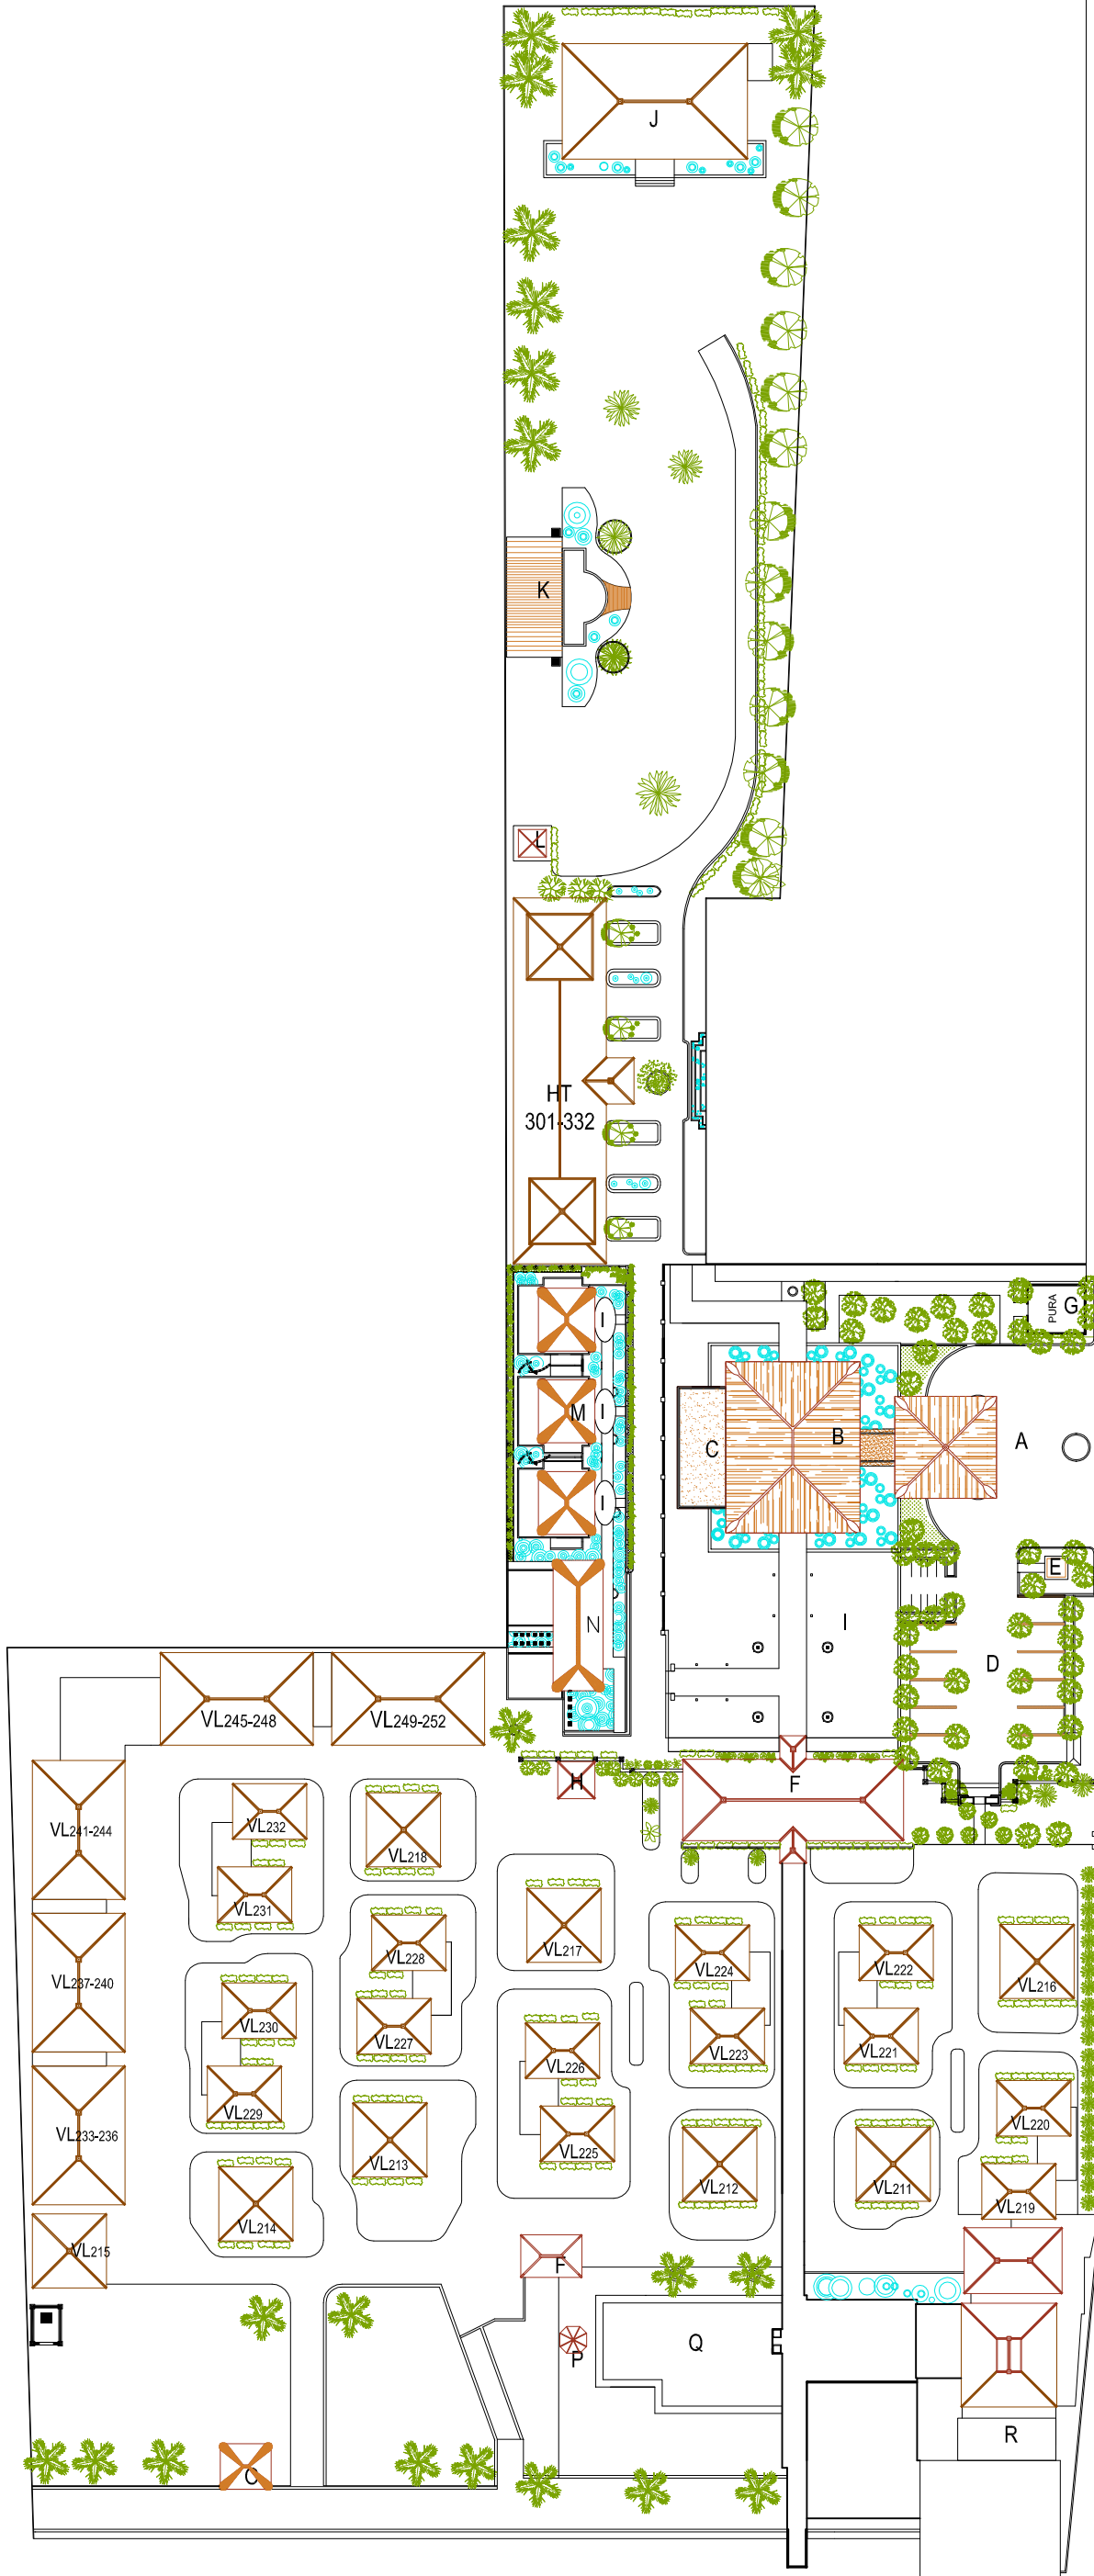 J
K
L
HT
301-332
PURA
G
I
M
I
I
C
B
A
E
I
N
D
VL245-248
VL249-252
H
F
VL241-244
VL232
VL218
VL231
VL217
VL228
VL224
VL222
VL216
VL237-240
VL230
VL227
VL226
VL223
VL221
VL220
VL229
VL233-236
VL213
VL225
VL212
VL211
VL219
VL214
VL215
F
P
Q
R
O